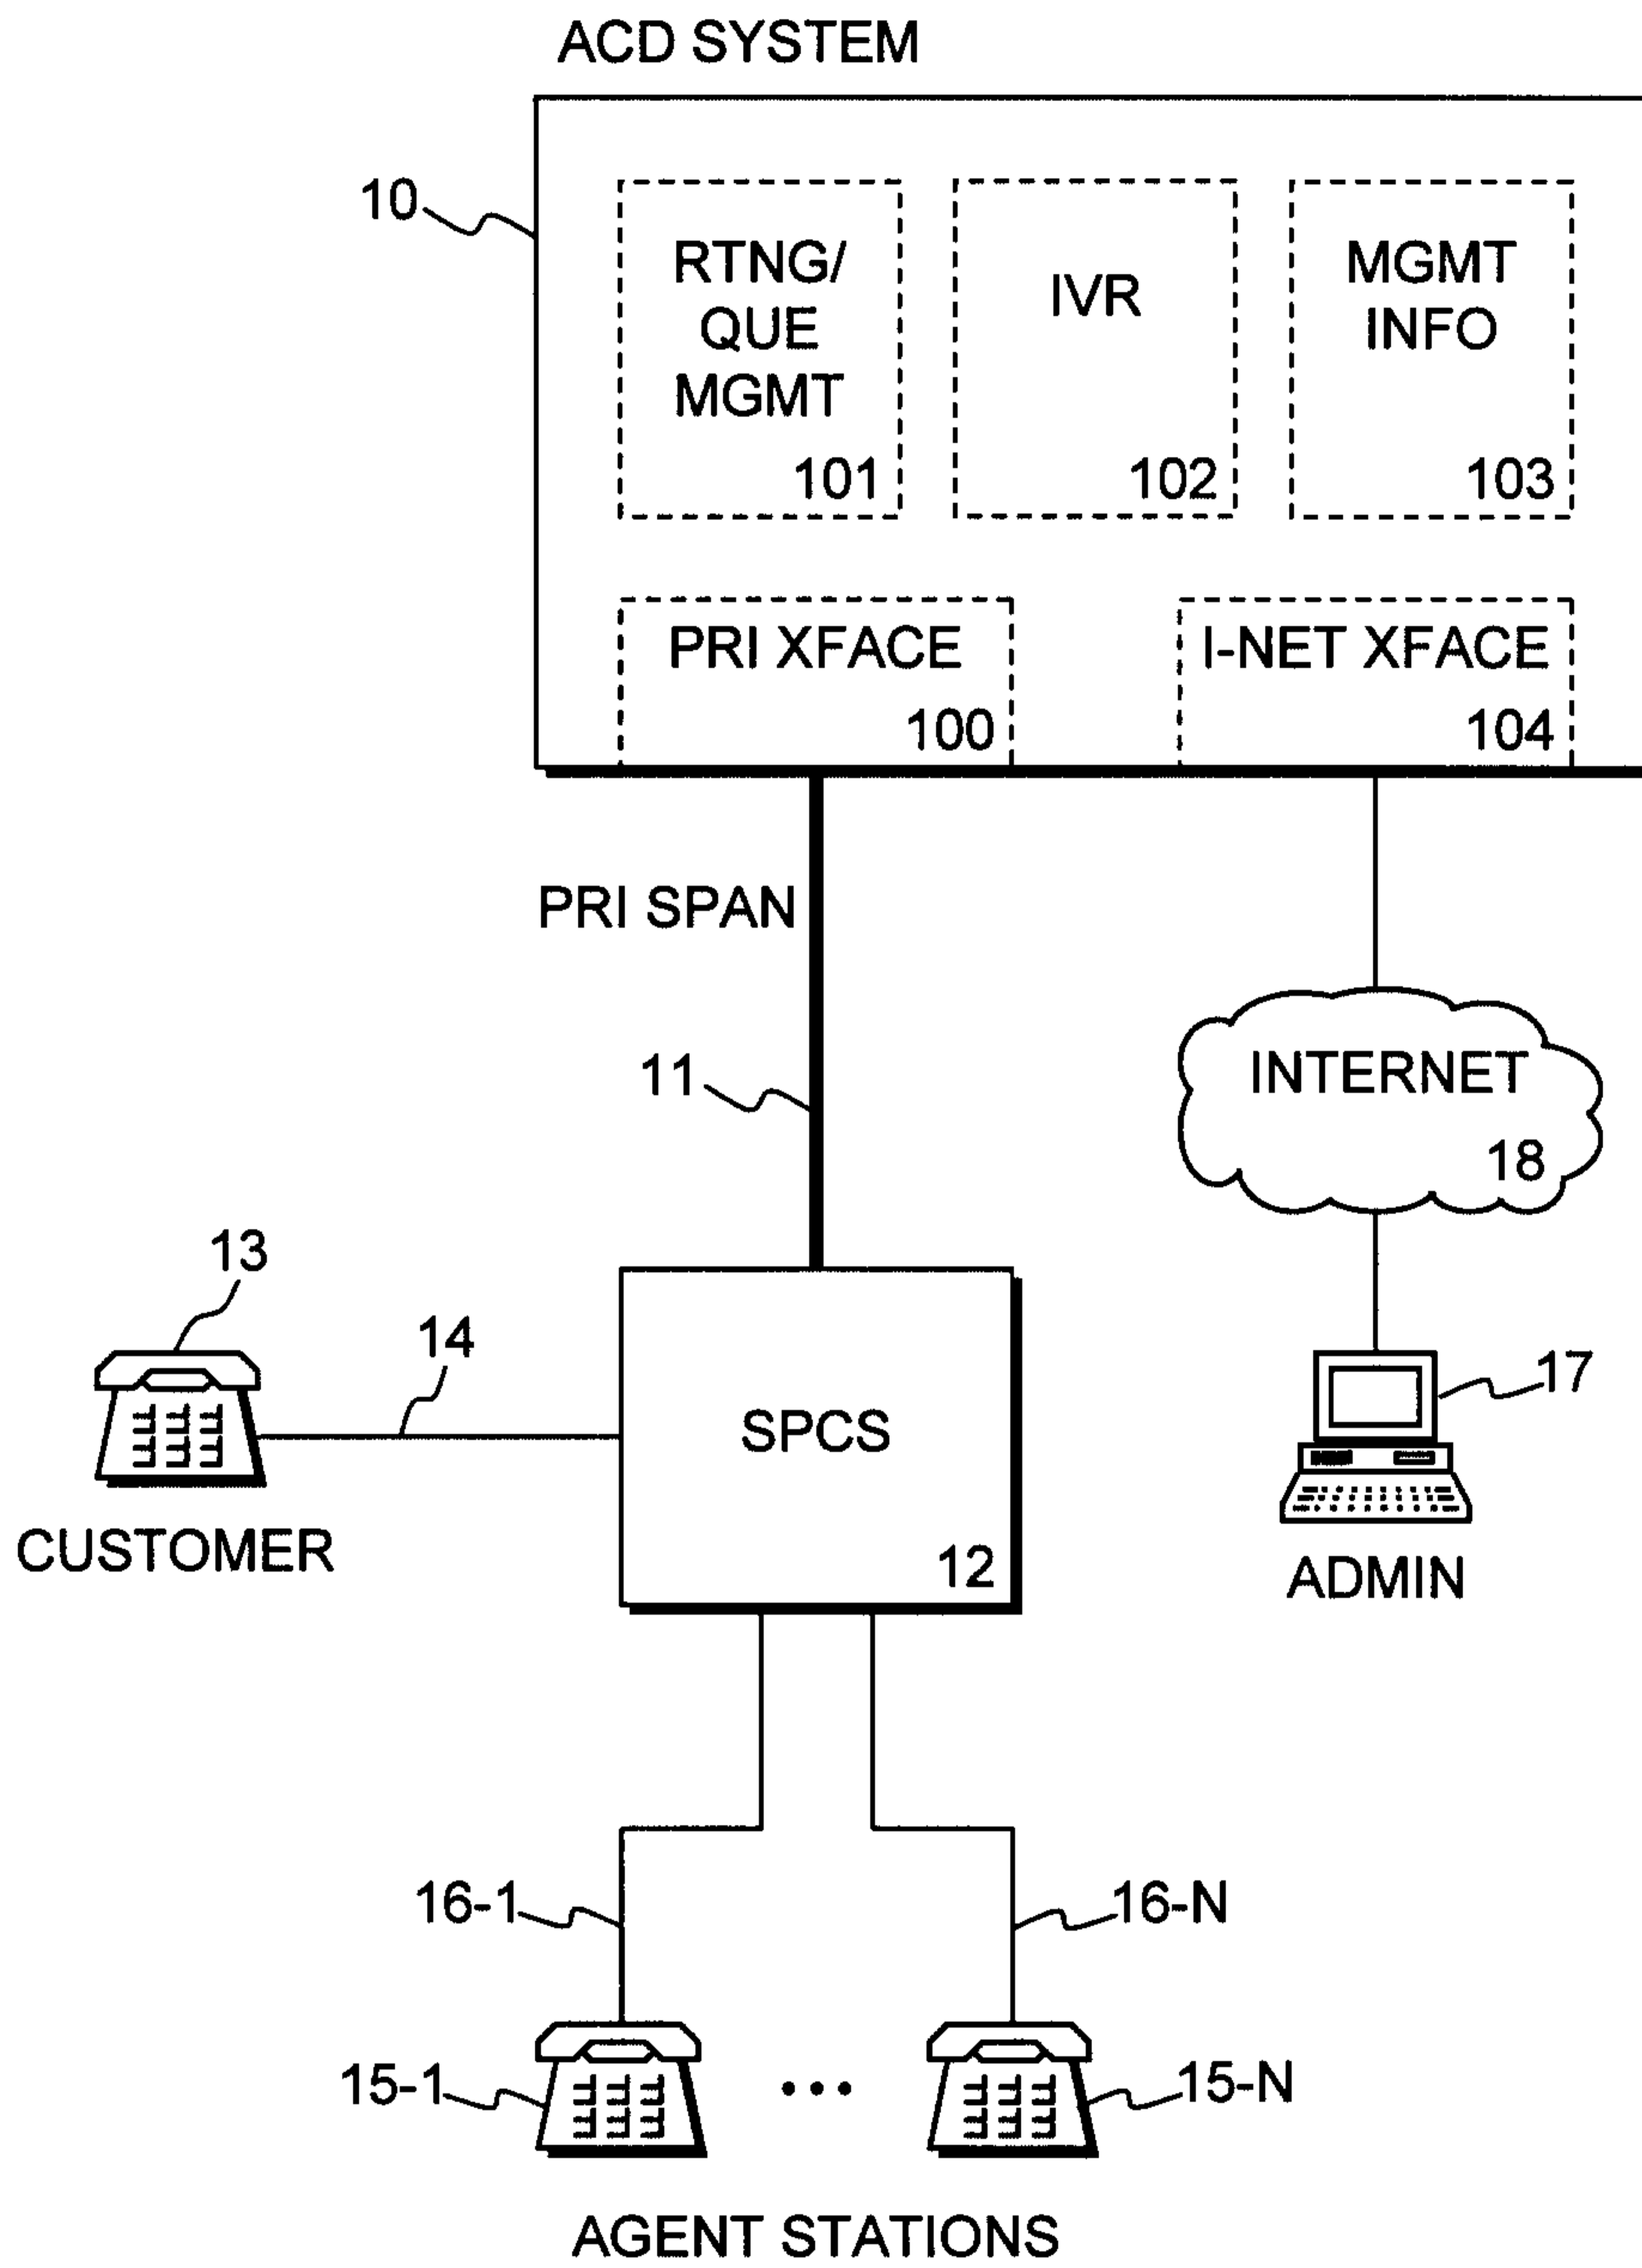 ACD SYSTEM
10
RTNG/
QUE
MGMT
101
IVR
102
MGMT
INFO
103
PRI XFACE
100
I-NET XFACE
104
PRI SPAN
11
INTERNET
18
13
14
CUSTOMER
SPCS
12
17
ADMIN
16-1
16-N
15-1
...
15-N
AGENT STATIONS